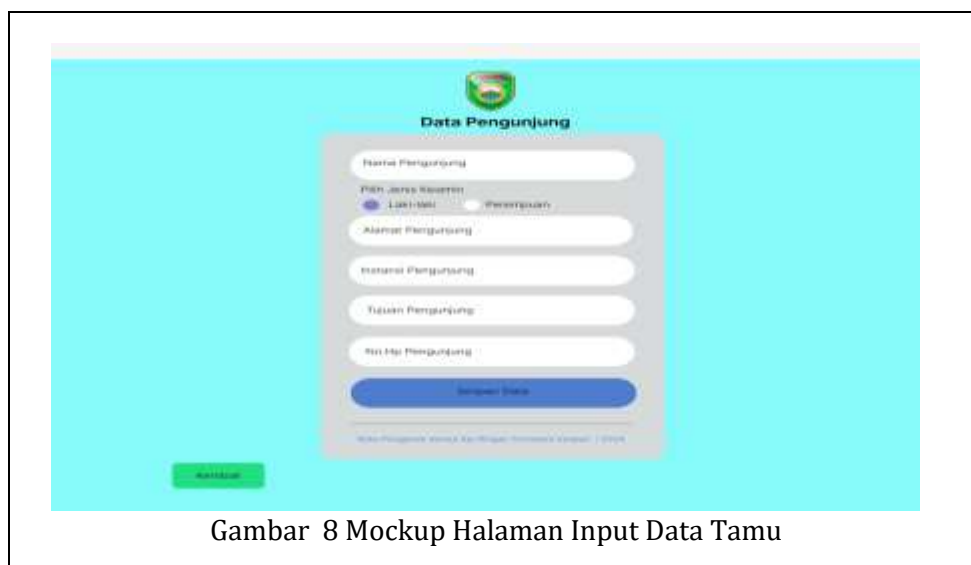 Data Pengunjung
Nama Pengunjung
Pilih Jenis Kelamin
Laki-laki Perempuan
Alamat Pengunjung
Instansi Pengunjung
Tujuan Pengunjung
No Hp Pengunjung
Simpan Data
Kembali
Gambar 8 Mockup Halaman Input Data Tamu